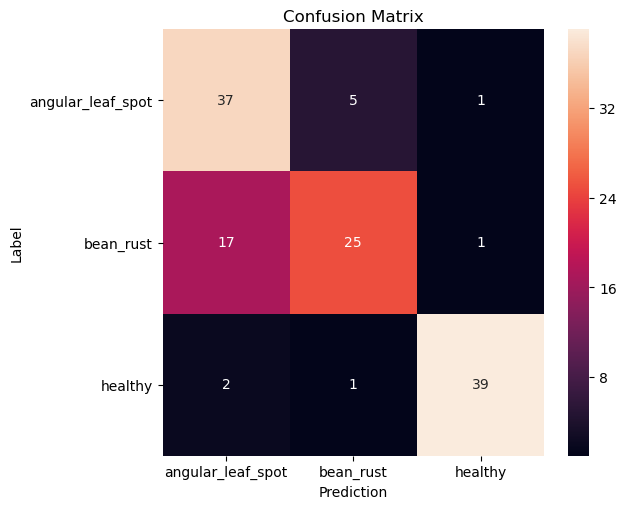 Confusion Matrix
angular_leaf_spot 37 5 1
bean_rust 17 25 1
healthy 2 1 39
angular_leaf_spot bean_rust healthy
Prediction
Label
32
24
16
8